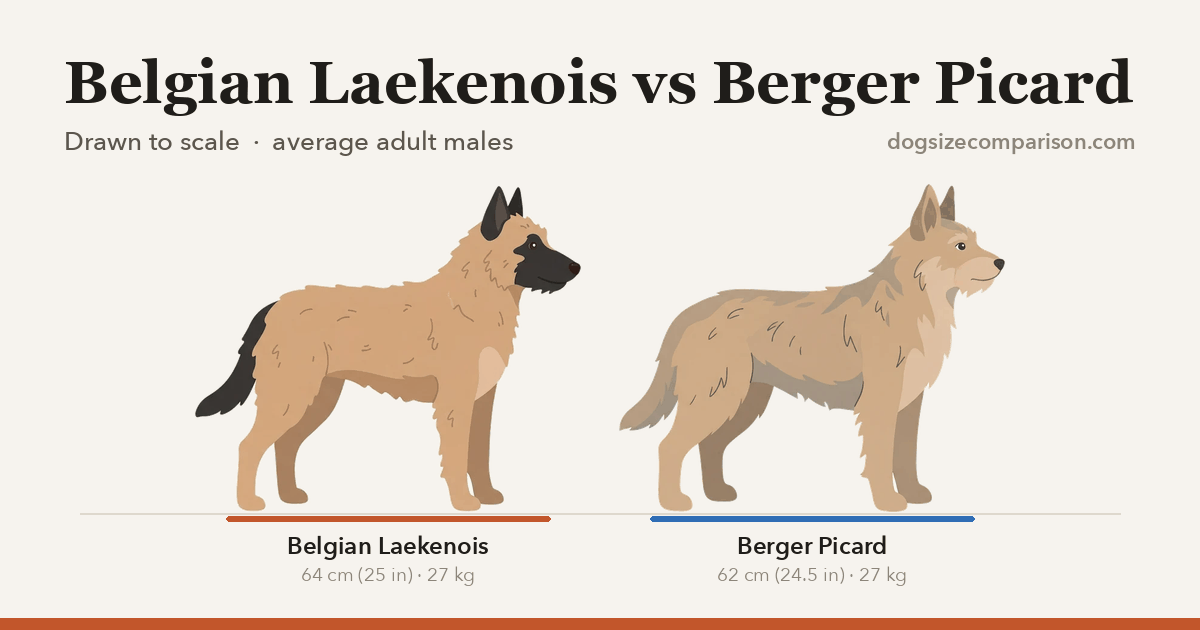 Belgian Laekenois vs Berger Picard
Drawn to scale · average adult males
dogsizecomparison.com
Belgian Laekenois
64 cm (25 in) · 27 kg
Berger Picard
62 cm (24.5 in) · 27 kg